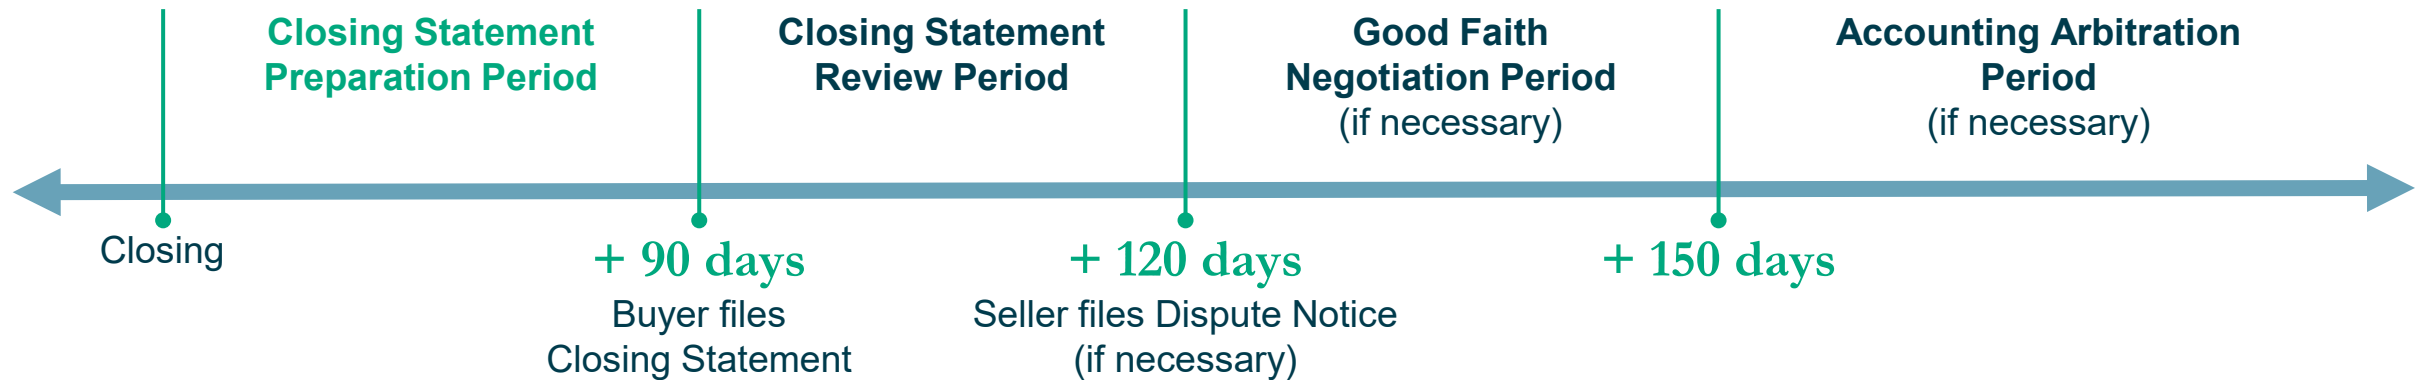 Closing Statement
Preparation Period
Closing Statement
Review Period
Good Faith
Negotiation Period
(if necessary)
Accounting Arbitration
Period
(if necessary)
Closing
+ 90 days
Buyer files
Closing Statement
+ 120 days
Seller files Dispute Notice
(if necessary)
+ 150 days